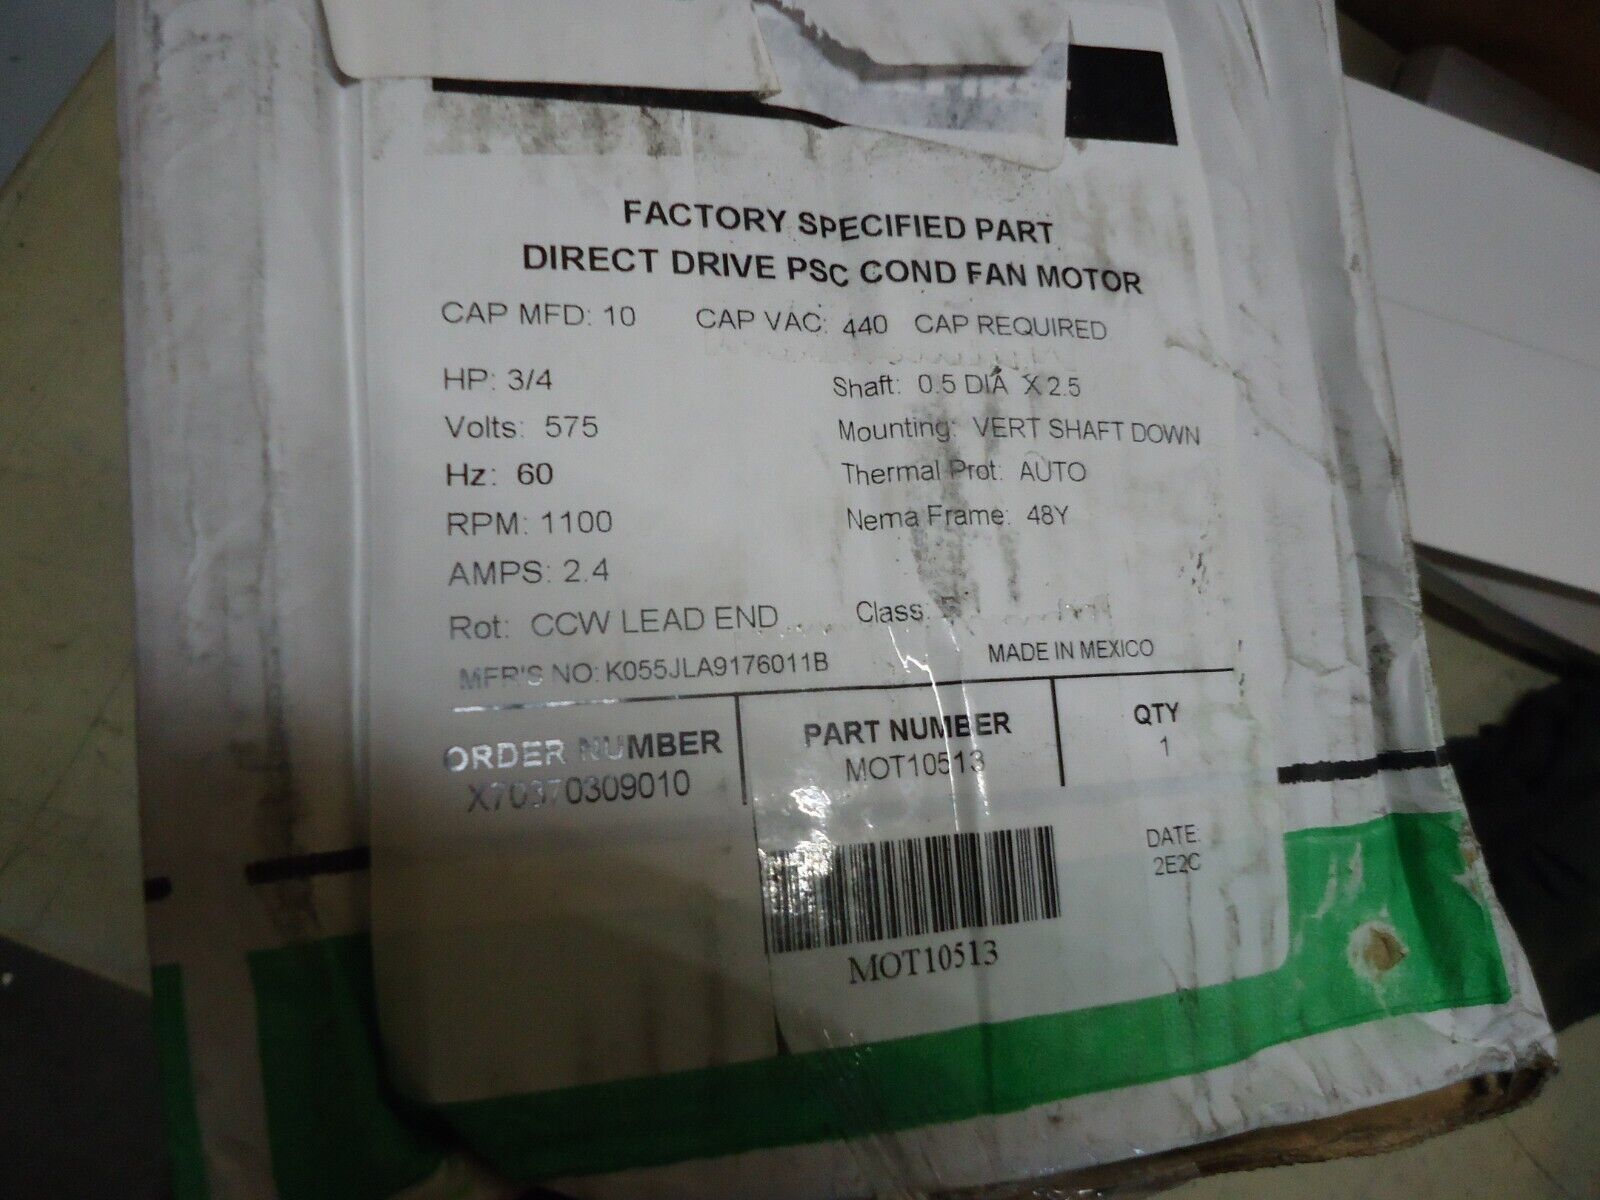 FACTORY SPECIFIED PART
DIRECT DRIVE PSC COND FAN MOTOR
CAP MFD: 10 CAP VAC: 440 CAP REQUIRED
HP: 3/4 Shaft: 0.5 DIA X 2.5
Volts: 575 Mounting: VERT SHAFT DOWN
Hz: 60 Thermal Prot: AUTO
RPM: 1100 Nema Frame: 48Y
AMPS: 2.4
Rot: CCW LEAD END Class:
MFR'S NO: K055JLA9176011B MADE IN MEXICO
ORDER NUMBER PART NUMBER QTY
X70370309010 MOT10513 1
DATE:
2E2C
MOT10513